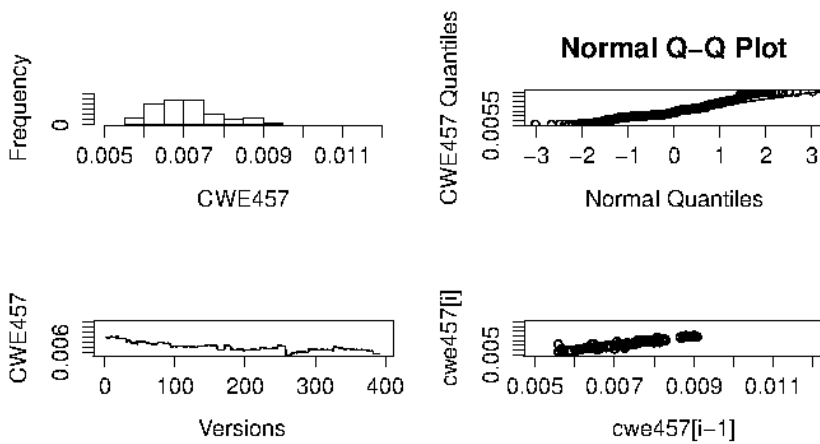 Frequency
0
0.005 0.007 0.009 0.011
CWE457
Normal Q−Q Plot
CWE457 Quantiles
0.0055
−3 −2 −1 0 1 2 3
Normal Quantiles
CWE457
0.006
0 100 200 300 400
Versions
cwe457[i]
0.005
0.005 0.007 0.009 0.011
cwe457[i−1]